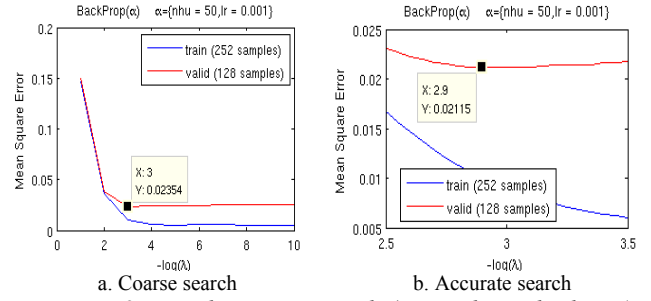 BackProp(α) α={nhu = 50,lr = 0.001}
Mean Square Error
0.2
0.15
0.1
0.05
0
train (252 samples)
valid (128 samples)
X: 3
Y: 0.02354
0 2 4 6 8 10
-log(λ)
a. Coarse search
BackProp(α) α={nhu = 50,lr = 0.001}
Mean Square Error
0.025
0.02
0.015
0.01
0.005
X: 2.9
Y: 0.02115
train (252 samples)
valid (128 samples)
2.5 3 3.5
-log(λ)
b. Accurate search